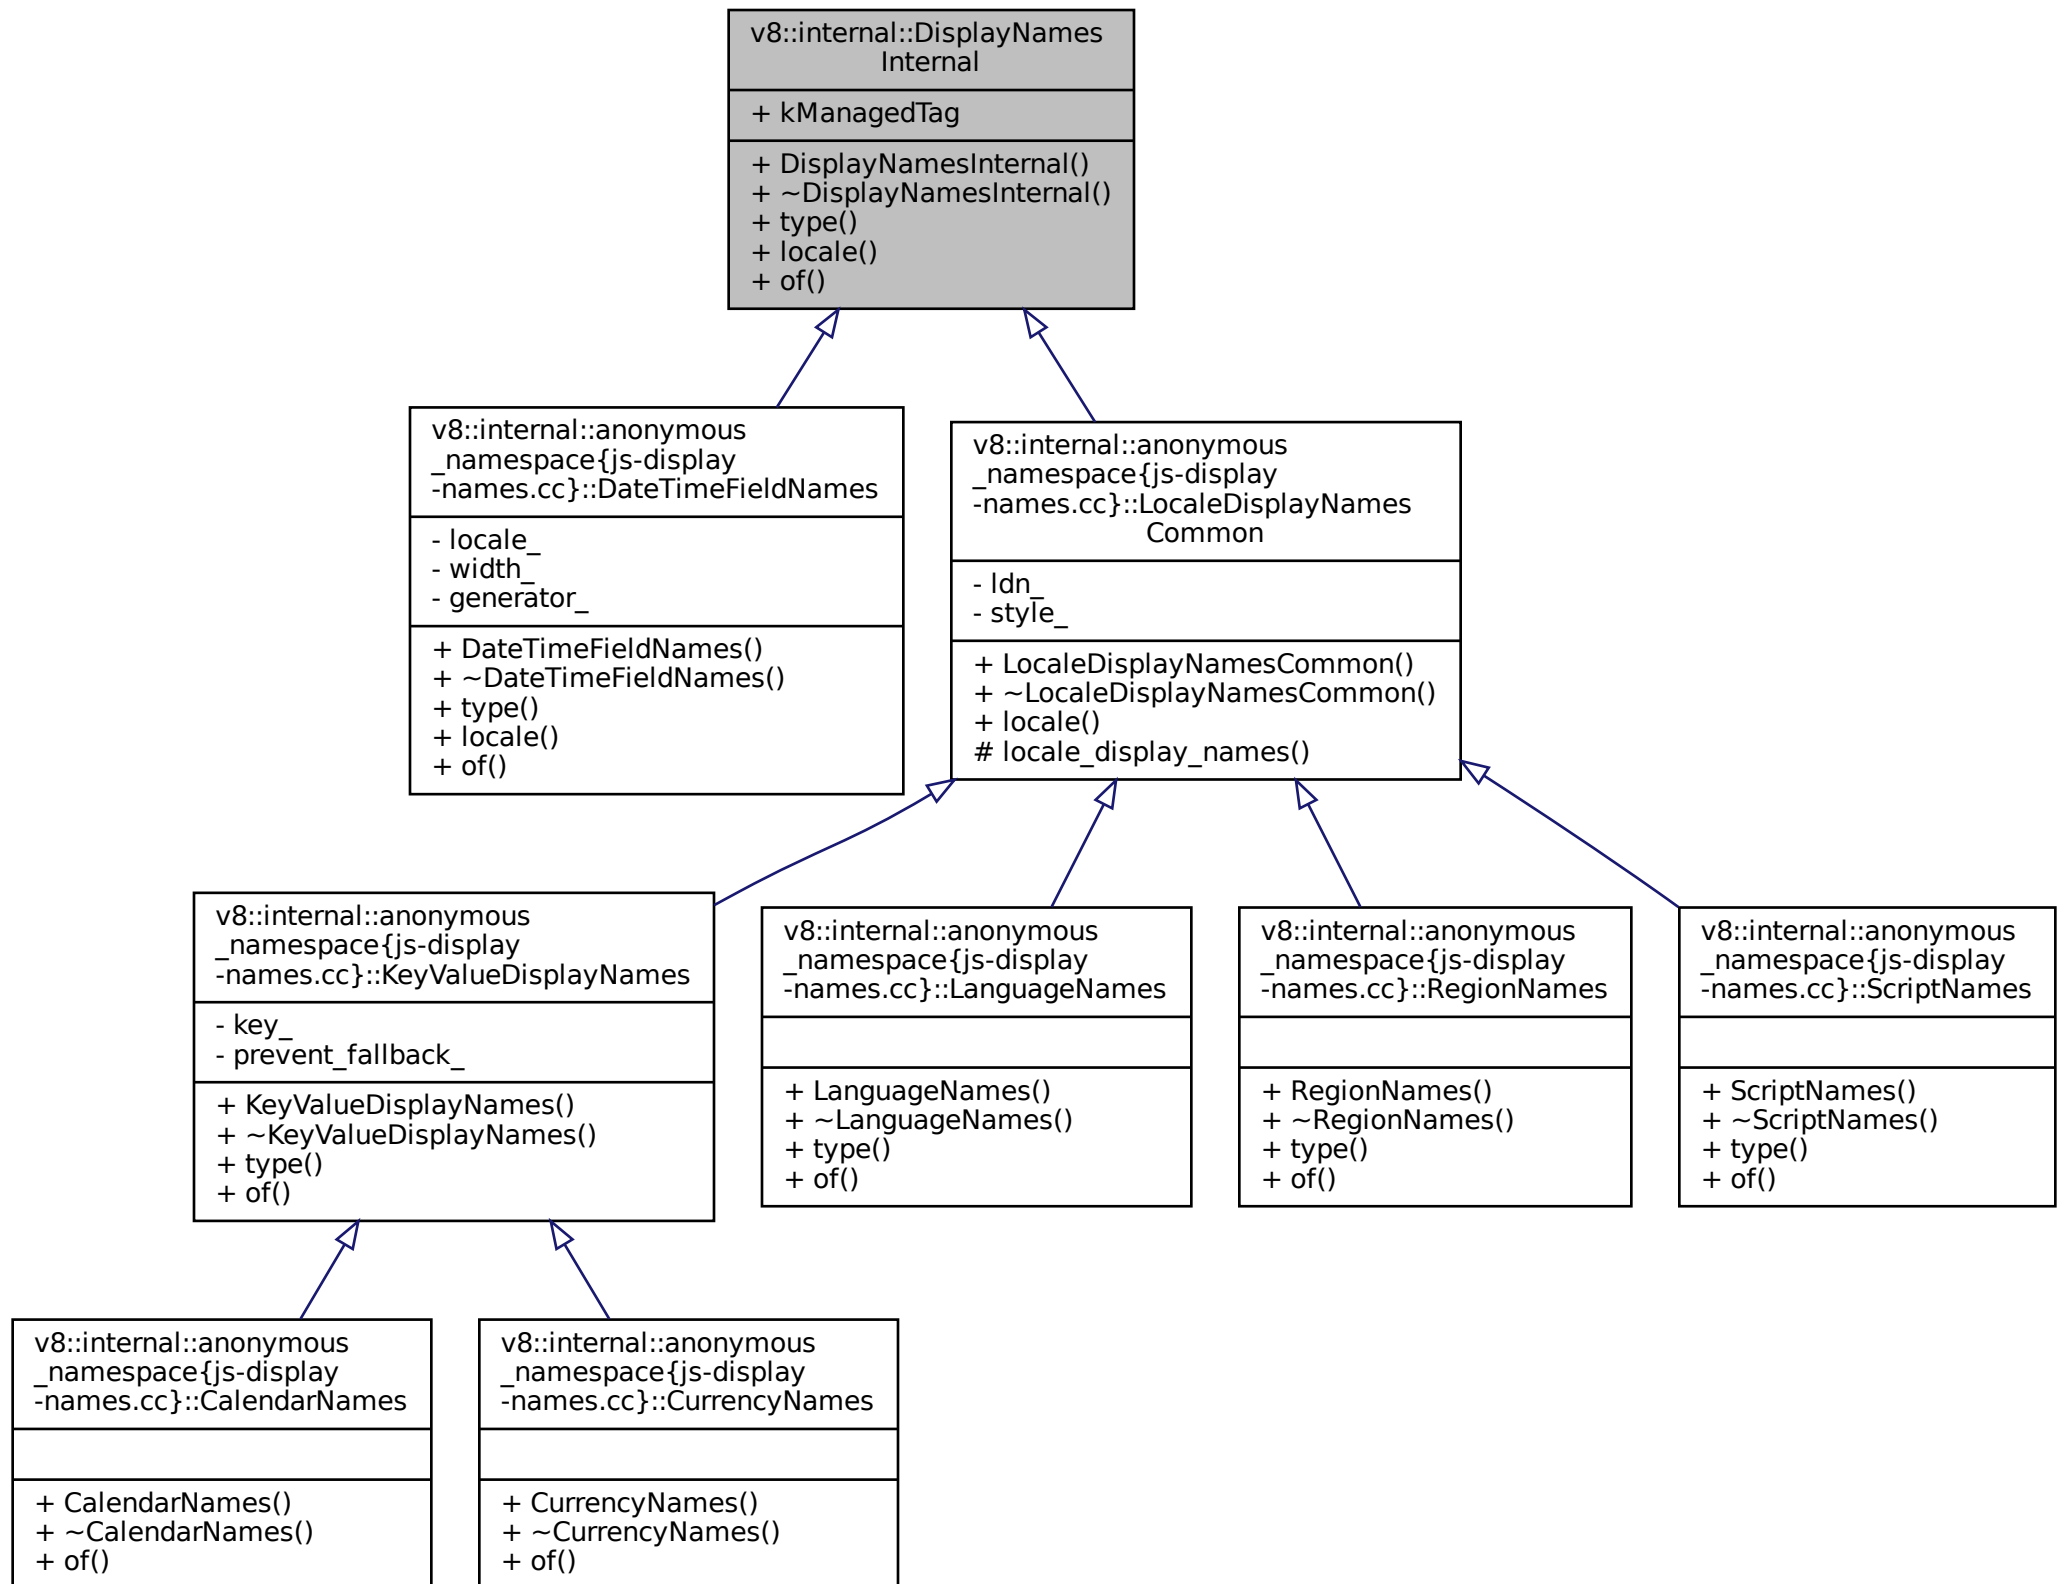 v8::internal::DisplayNames
Internal
+ kManagedTag
+ DisplayNamesInternal()
+ ~DisplayNamesInternal()
+ type()
+ locale()
+ of()
v8::internal::anonymous
_namespace{js-display
-names.cc}::DateTimeFieldNames
- locale_
- width_
- generator_
+ DateTimeFieldNames()
+ ~DateTimeFieldNames()
+ type()
+ locale()
+ of()
v8::internal::anonymous
_namespace{js-display
-names.cc}::LocaleDisplayNames
Common
- ldn_
- style_
+ LocaleDisplayNamesCommon()
+ ~LocaleDisplayNamesCommon()
+ locale()
# locale_display_names()
v8::internal::anonymous
_namespace{js-display
-names.cc}::KeyValueDisplayNames
- key_
- prevent_fallback_
+ KeyValueDisplayNames()
+ ~KeyValueDisplayNames()
+ type()
+ of()
v8::internal::anonymous
_namespace{js-display
-names.cc}::LanguageNames
+ LanguageNames()
+ ~LanguageNames()
+ type()
+ of()
v8::internal::anonymous
_namespace{js-display
-names.cc}::RegionNames
+ RegionNames()
+ ~RegionNames()
+ type()
+ of()
v8::internal::anonymous
_namespace{js-display
-names.cc}::ScriptNames
+ ScriptNames()
+ ~ScriptNames()
+ type()
+ of()
v8::internal::anonymous
_namespace{js-display
-names.cc}::CalendarNames
+ CalendarNames()
+ ~CalendarNames()
+ of()
v8::internal::anonymous
_namespace{js-display
-names.cc}::CurrencyNames
+ CurrencyNames()
+ ~CurrencyNames()
+ of()